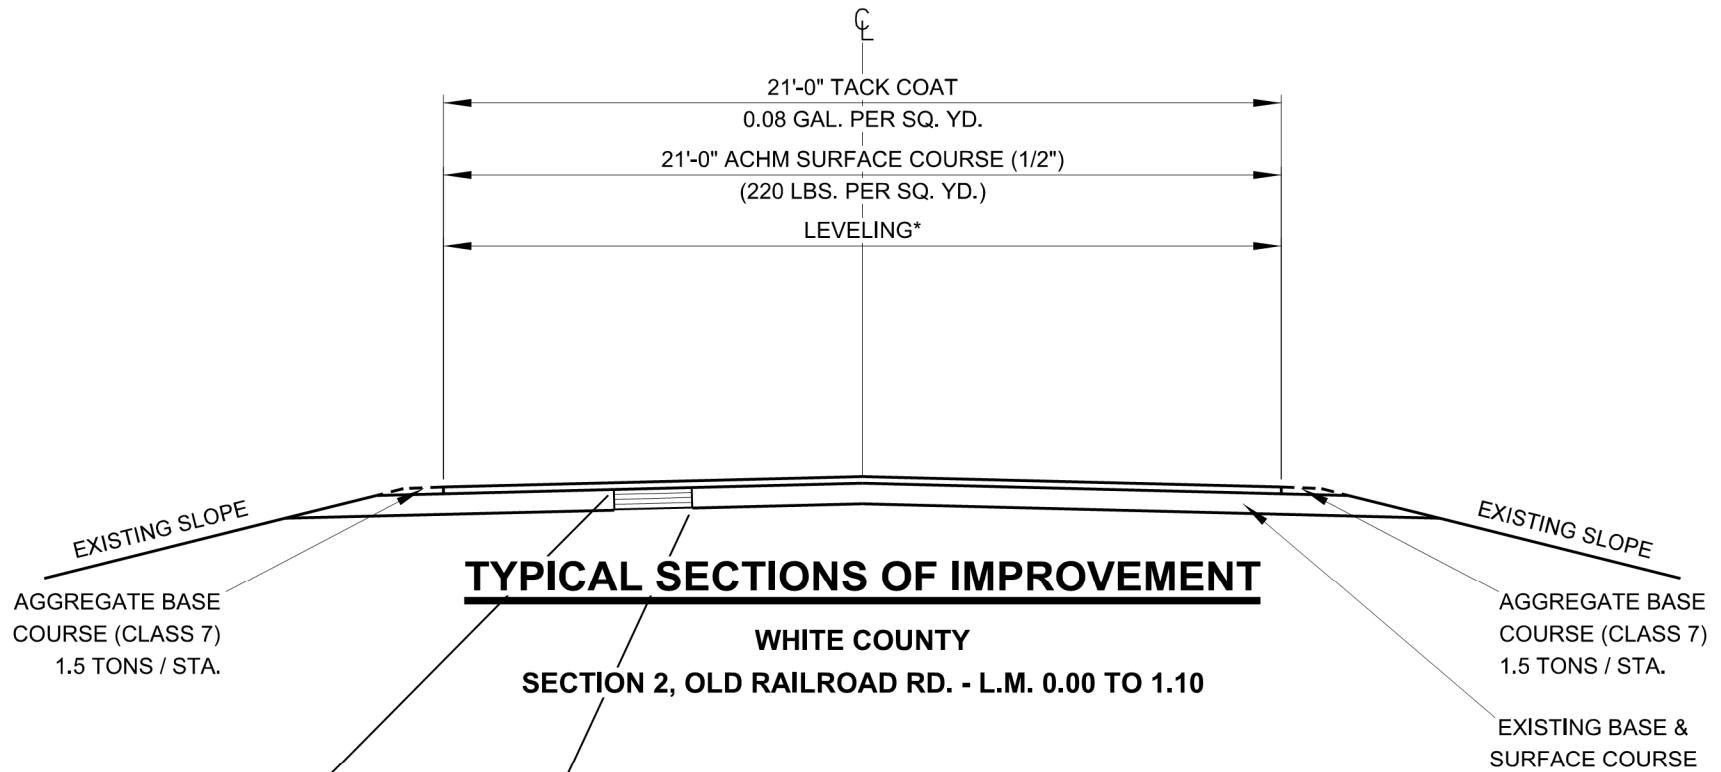 CL
21'-0" TACK COAT
0.08 GAL. PER SQ. YD.
21'-0" ACHM SURFACE COURSE (1/2")
(220 LBS. PER SQ. YD.)
LEVELING*
EXISTING SLOPE
EXISTING SLOPE
TYPICAL SECTIONS OF IMPROVEMENT
AGGREGATE BASE
COURSE (CLASS 7)
1.5 TONS / STA.
AGGREGATE BASE
COURSE (CLASS 7)
1.5 TONS / STA.
WHITE COUNTY
SECTION 2, OLD RAILROAD RD. - L.M. 0.00 TO 1.10
EXISTING BASE &
SURFACE COURSE